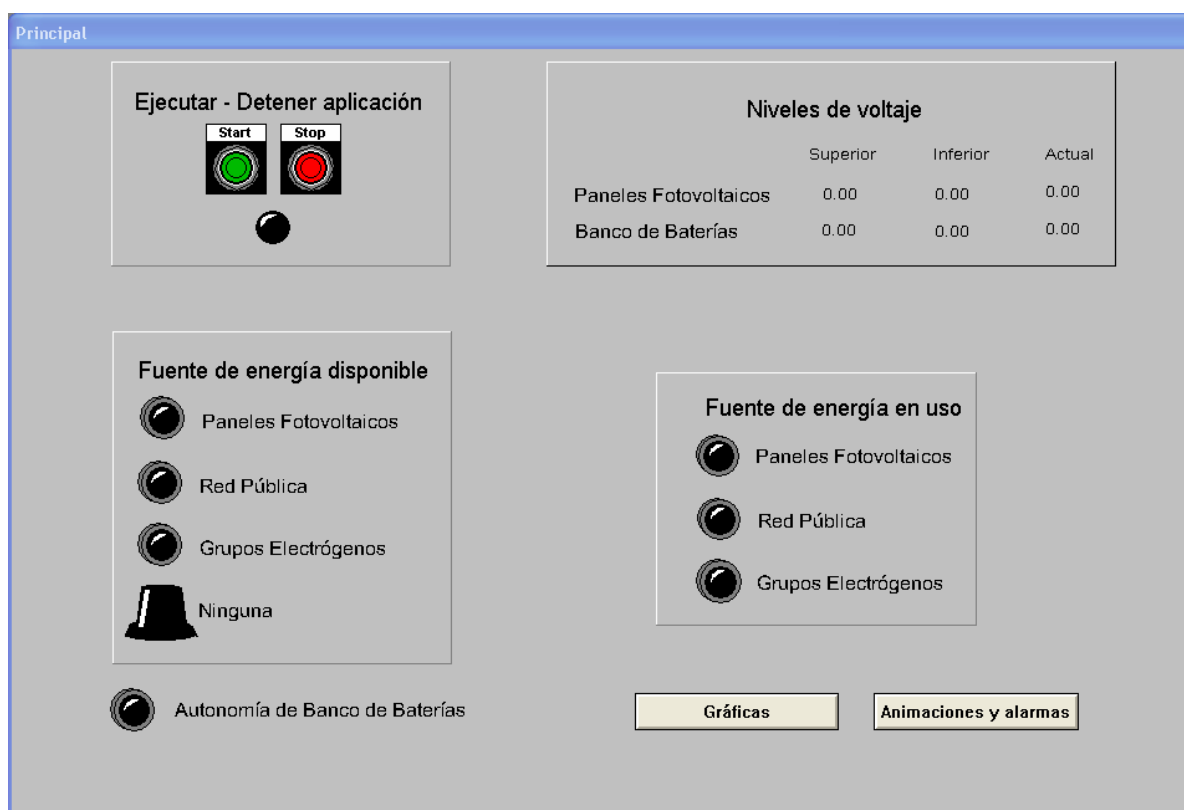 Principal
Ejecutar - Detener aplicación
Start Stop
Niveles de voltaje
Superior Inferior Actual
Paneles Fotovoltaicos 0.00 0.00 0.00
Banco de Baterías 0.00 0.00 0.00
Fuente de energía disponible
Paneles Fotovoltaicos
Red Pública
Grupos Electrógenos
Ninguna
Fuente de energía en uso
Paneles Fotovoltaicos
Red Pública
Grupos Electrógenos
Autonomía de Banco de Baterías
Gráficas
Animaciones y alarmas